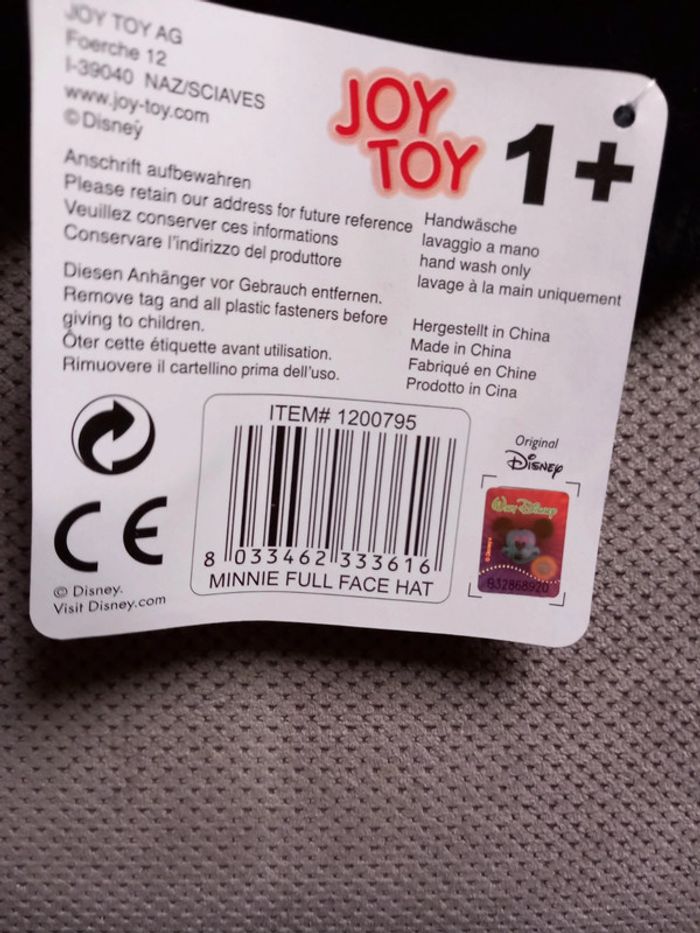 JOY TOY AG
Foerche 12
I-39040 NAZ/SCIAVES
www.joy-toy.com
©Disney
JOY
TOY
1+
Anschrift aufbewahren
Please retain our address for future reference
Veuillez conserver ces informations
Conservare l'indirizzo del produttore
Diesen Anhänger vor Gebrauch entfernen.
Remove tag and all plastic fasteners before
giving to children.
Ôter cette étiquette avant utilisation.
Rimuovere il cartellino prima dell'uso.
Handwäsche
lavaggio a mano
hand wash only
lavage à la main uniquement
Hergestellt in China
Made in China
Fabriqué en Chine
Prodotto in Cina
CE
© Disney.
Visit Disney.com
ITEM# 1200795
8 033462 333616
MINNIE FULL FACE HAT
Original
Disney
Walt Disney
032868920